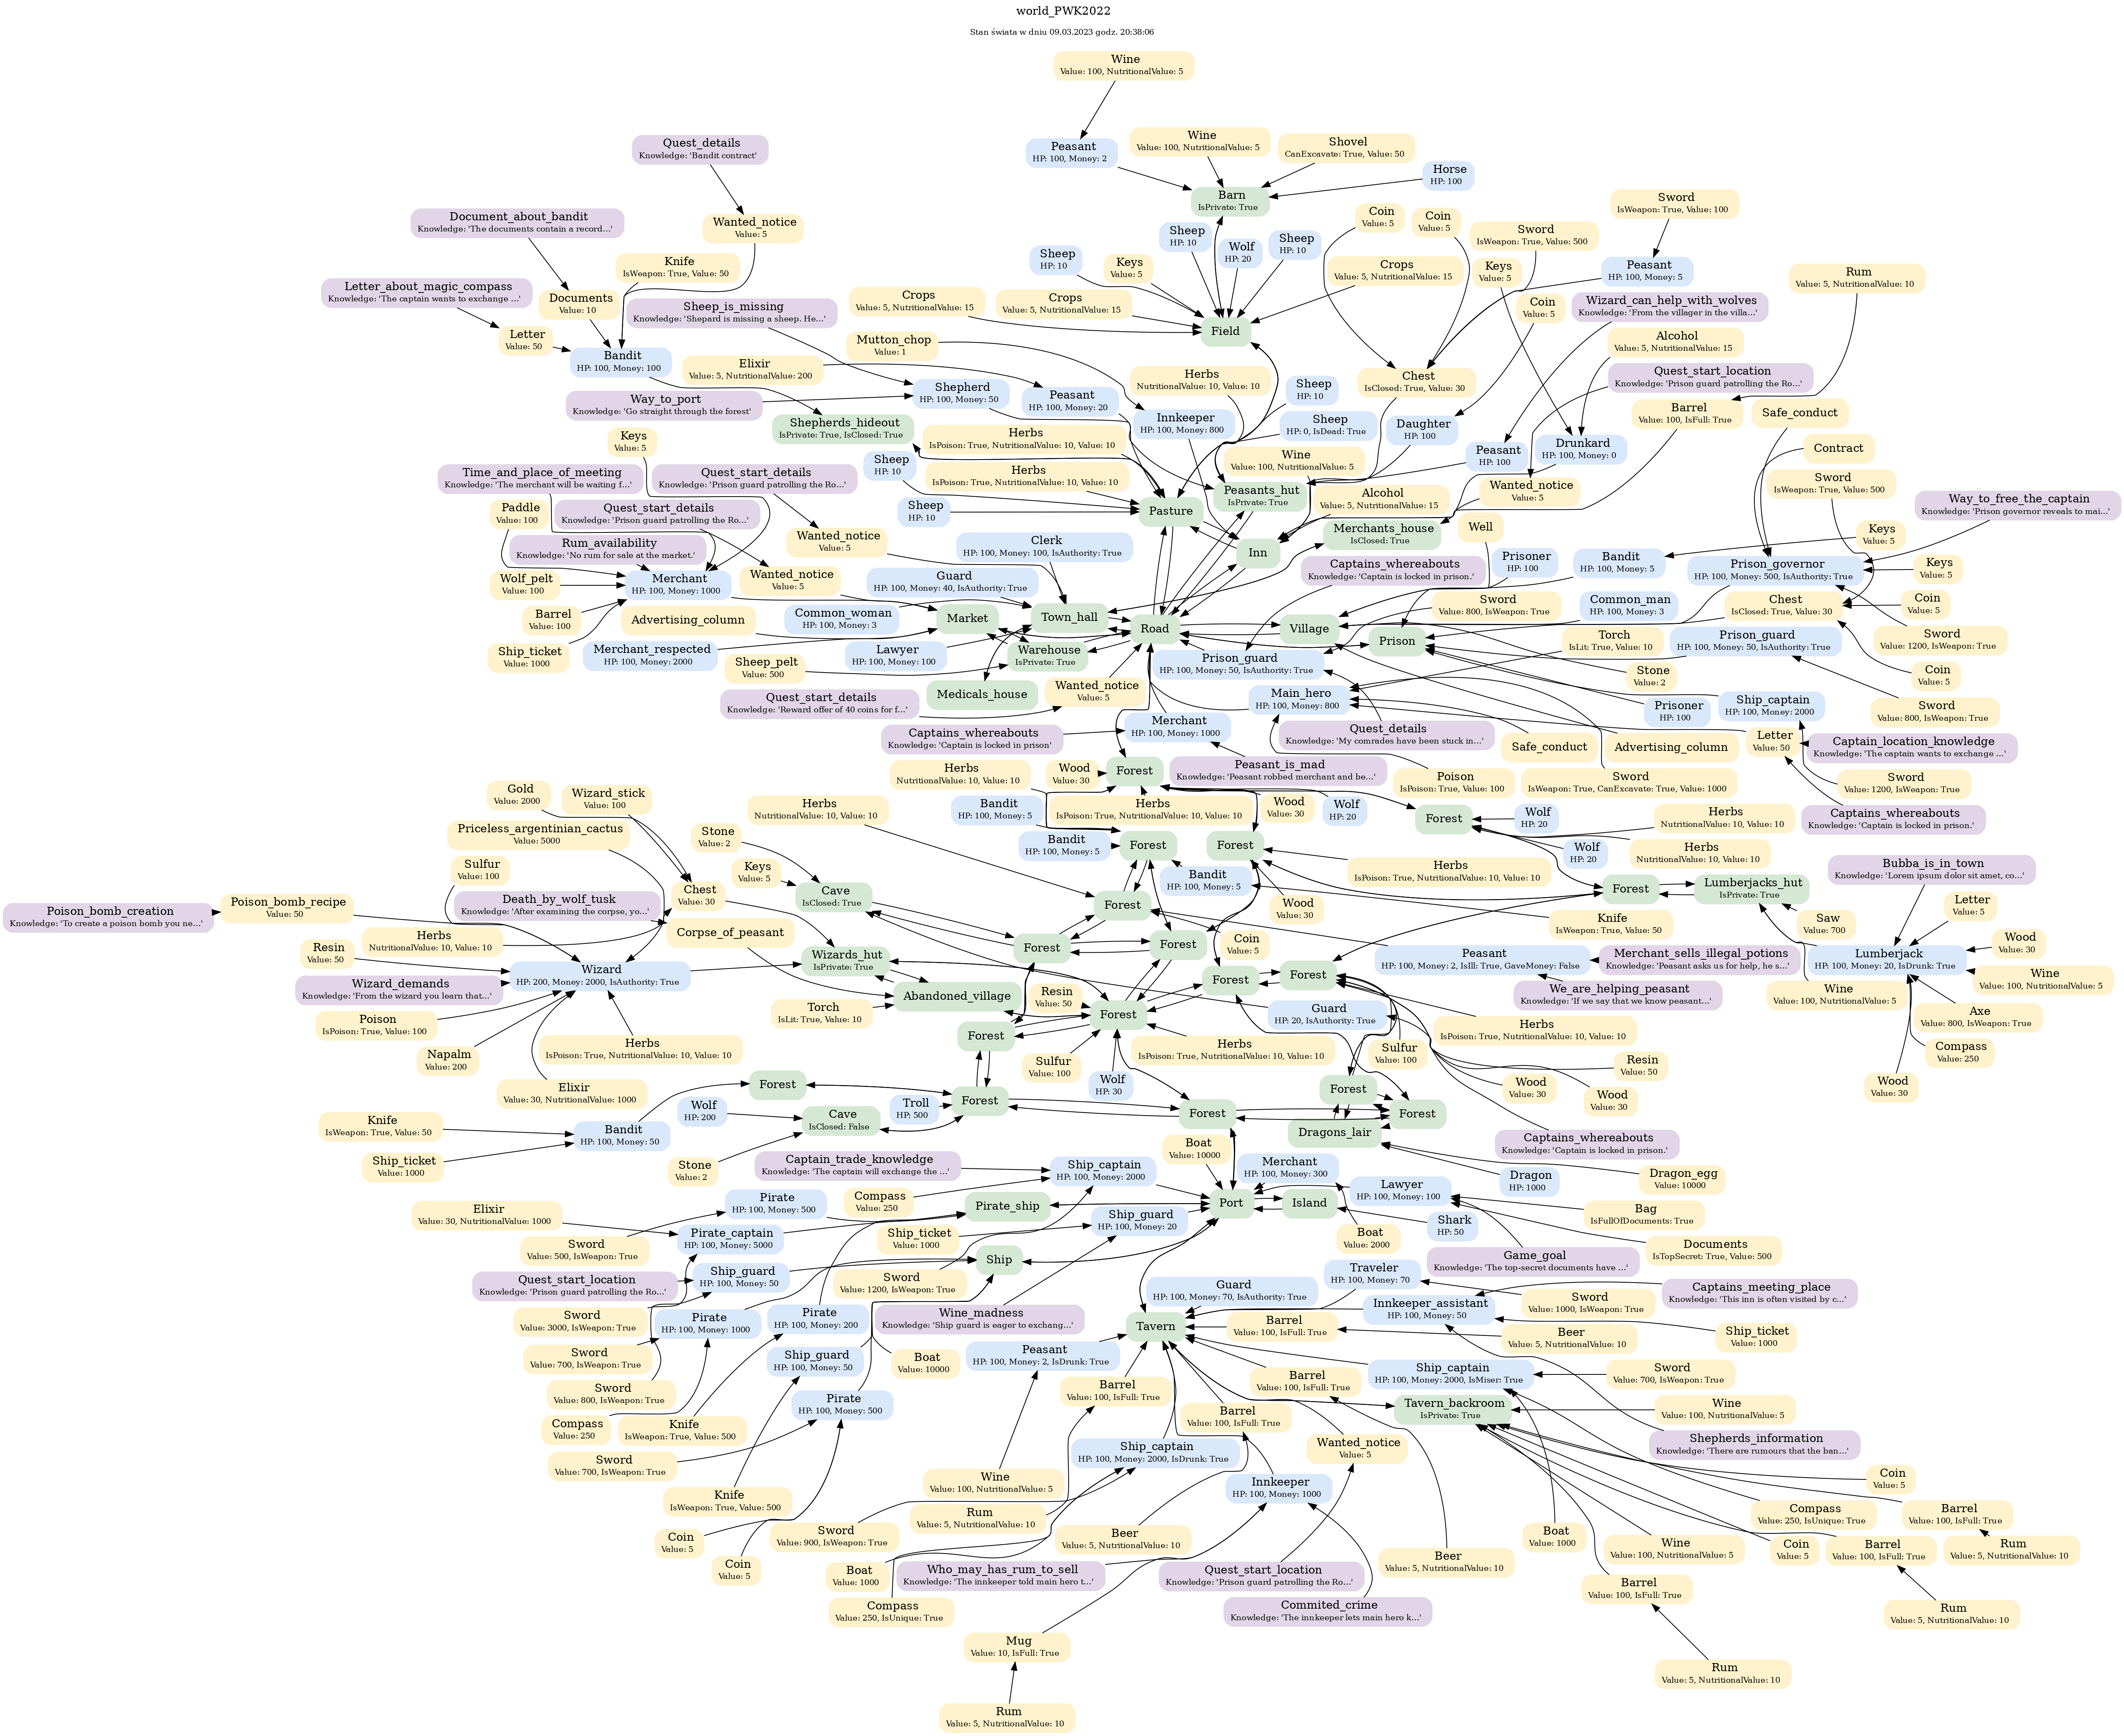 world_PWK2022
Stan świata w dniu 09.03.2023 godz. 20:38:06
Wine
Value: 100, NutritionalValue: 5
Quest_details
Knowledge: 'Bandit contract'
Peasant
HP: 100, Money: 2
Wine
Value: 100, NutritionalValue: 5
Shovel
CanExcavate: True, Value: 50
Horse
HP: 100
Barn
IsPrivate: True
Sword
IsWeapon: True, Value: 100
Document_about_bandit
Knowledge: 'The documents contain a record...'
Wanted_notice
Value: 5
Coin
Value: 5
Coin
Value: 5
Sword
IsWeapon: True, Value: 500
Sheep
HP: 10
Wolf
HP: 20
Sheep
HP: 10
Sheep
HP: 10
Knife
IsWeapon: True, Value: 50
Keys
Value: 5
Crops
Value: 5, NutritionalValue: 15
Keys
Value: 5
Peasant
HP: 100, Money: 5
Rum
Value: 5, NutritionalValue: 10
Letter_about_magic_compass
Knowledge: 'The captain wants to exchange ...'
Documents
Value: 10
Crops
Value: 5, NutritionalValue: 15
Crops
Value: 5, NutritionalValue: 15
Coin
Value: 5
Wizard_can_help_with_wolves
Knowledge: 'From the villager in the villa...'
Sheep_is_missing
Knowledge: 'Shepard is missing a sheep. He...'
Field
Letter
Value: 50
Mutton_chop
Value: 1
Alcohol
Value: 5, NutritionalValue: 15
Bandit
HP: 100, Money: 100
Elixir
Value: 5, NutritionalValue: 200
Herbs
NutritionalValue: 10, Value: 10
Sheep
HP: 10
Chest
IsClosed: True, Value: 30
Quest_start_location
Knowledge: 'Prison guard patrolling the Ro...'
Shepherd
HP: 100, Money: 50
Peasant
HP: 100, Money: 20
Way_to_port
Knowledge: 'Go straight through the forest'
Innkeeper
HP: 100, Money: 800
Sheep
HP: 0, IsDead: True
Daughter
HP: 100
Barrel
Value: 100, IsFull: True
Safe_conduct
Shepherds_hideout
IsPrivate: True, IsClosed: True
Herbs
IsPoison: True, NutritionalValue: 10, Value: 10
Keys
Value: 5
Drunkard
HP: 100, Money: 0
Peasant
HP: 100
Contract
Sheep
HP: 10
Wine
Value: 100, NutritionalValue: 5
Time_and_place_of_meeting
Knowledge: 'The merchant will be waiting f...'
Quest_start_details
Knowledge: 'Prison guard patrolling the Ro...'
Herbs
IsPoison: True, NutritionalValue: 10, Value: 10
Sword
IsWeapon: True, Value: 500
Wanted_notice
Value: 5
Peasants_hut
IsPrivate: True
Alcohol
Value: 5, NutritionalValue: 15
Way_to_free_the_captain
Knowledge: 'Prison governor reveals to mai...'
Paddle
Value: 100
Quest_start_details
Knowledge: 'Prison guard patrolling the Ro...'
Sheep
HP: 10
Pasture
Merchants_house
IsClosed: True
Well
Keys
Value: 5
Wanted_notice
Value: 5
Rum_availability
Knowledge: 'No rum for sale at the market.'
Clerk
HP: 100, Money: 100, IsAuthority: True
Inn
Prisoner
HP: 100
Bandit
HP: 100, Money: 5
Captains_whereabouts
Knowledge: 'Captain is locked in prison.'
Prison_governor
HP: 100, Money: 500, IsAuthority: True
Keys
Value: 5
Wolf_pelt
Value: 100
Merchant
HP: 100, Money: 1000
Wanted_notice
Value: 5
Guard
HP: 100, Money: 40, IsAuthority: True
Sword
Value: 800, IsWeapon: True
Common_man
HP: 100, Money: 3
Chest
IsClosed: True, Value: 30
Coin
Value: 5
Barrel
Value: 100
Advertising_column
Common_woman
HP: 100, Money: 3
Market
Town_hall
Road
Village
Prison
Sword
Value: 1200, IsWeapon: True
Ship_ticket
Value: 1000
Merchant_respected
HP: 100, Money: 2000
Lawyer
HP: 100, Money: 100
Warehouse
IsPrivate: True
Torch
IsLit: True, Value: 10
Prison_guard
HP: 100, Money: 50, IsAuthority: True
Sheep_pelt
Value: 500
Prison_guard
HP: 100, Money: 50, IsAuthority: True
Stone
Value: 2
Coin
Value: 5
Medicals_house
Wanted_notice
Value: 5
Quest_start_details
Knowledge: 'Reward offer of 40 coins for f...'
Main_hero
HP: 100, Money: 800
Prisoner
HP: 100
Ship_captain
HP: 100, Money: 2000
Sword
Value: 800, IsWeapon: True
Captains_whereabouts
Knowledge: 'Captain is locked in prison'
Merchant
HP: 100, Money: 1000
Quest_details
Knowledge: 'My comrades have been stuck in...'
Safe_conduct
Advertising_column
Letter
Value: 50
Captain_location_knowledge
Knowledge: 'The captain wants to exchange ...'
Herbs
NutritionalValue: 10, Value: 10
Wood
Value: 30
Forest
Peasant_is_mad
Knowledge: 'Peasant robbed merchant and be...'
Poison
IsPoison: True, Value: 100
Sword
IsWeapon: True, CanExcavate: True, Value: 1000
Sword
Value: 1200, IsWeapon: True
Gold
Value: 2000
Wizard_stick
Value: 100
Herbs
NutritionalValue: 10, Value: 10
Bandit
HP: 100, Money: 5
Herbs
IsPoison: True, NutritionalValue: 10, Value: 10
Wood
Value: 30
Wolf
HP: 20
Forest
Wolf
HP: 20
Herbs
NutritionalValue: 10, Value: 10
Captains_whereabouts
Knowledge: 'Captain is locked in prison.'
Priceless_argentinian_cactus
Value: 5000
Stone
Value: 2
Bandit
HP: 100, Money: 5
Forest
Forest
Wolf
HP: 20
Herbs
NutritionalValue: 10, Value: 10
Sulfur
Value: 100
Keys
Value: 5
Bandit
HP: 100, Money: 5
Herbs
IsPoison: True, NutritionalValue: 10, Value: 10
Bubba_is_in_town
Knowledge: 'Lorem ipsum dolor sit amet, co...'
Chest
Value: 30
Cave
IsClosed: True
Forest
Lumberjacks_hut
IsPrivate: True
Poison_bomb_creation
Knowledge: 'To create a poison bomb you ne...'
Poison_bomb_recipe
Value: 50
Death_by_wolf_tusk
Knowledge: 'After examining the corpse, yo...'
Forest
Wood
Value: 30
Letter
Value: 5
Knife
IsWeapon: True, Value: 50
Saw
Value: 700
Herbs
NutritionalValue: 10, Value: 10
Corpse_of_peasant
Forest
Forest
Coin
Value: 5
Wood
Value: 30
Resin
Value: 50
Wizards_hut
IsPrivate: True
Peasant
HP: 100, Money: 2, IsIll: True, GaveMoney: False
Merchant_sells_illegal_potions
Knowledge: 'Peasant asks us for help, he s...'
Lumberjack
HP: 100, Money: 20, IsDrunk: True
Wizard
HP: 200, Money: 2000, IsAuthority: True
Forest
Forest
Wine
Value: 100, NutritionalValue: 5
Wizard_demands
Knowledge: 'From the wizard you learn that...'
Abandoned_village
Resin
Value: 50
We_are_helping_peasant
Knowledge: 'If we say that we know peasant...'
Wine
Value: 100, NutritionalValue: 5
Poison
IsPoison: True, Value: 100
Torch
IsLit: True, Value: 10
Forest
Guard
HP: 20, IsAuthority: True
Axe
Value: 800, IsWeapon: True
Forest
Herbs
IsPoison: True, NutritionalValue: 10, Value: 10
Napalm
Value: 200
Herbs
IsPoison: True, NutritionalValue: 10, Value: 10
Sulfur
Value: 100
Herbs
IsPoison: True, NutritionalValue: 10, Value: 10
Sulfur
Value: 100
Resin
Value: 50
Compass
Value: 250
Elixir
Value: 30, NutritionalValue: 1000
Forest
Wolf
HP: 30
Forest
Wood
Value: 30
Wood
Value: 30
Wood
Value: 30
Wolf
HP: 200
Troll
HP: 500
Forest
Forest
Forest
Knife
IsWeapon: True, Value: 50
Bandit
HP: 100, Money: 50
Cave
IsClosed: False
Dragons_lair
Ship_ticket
Value: 1000
Stone
Value: 2
Captain_trade_knowledge
Knowledge: 'The captain will exchange the ...'
Boat
Value: 10000
Captains_whereabouts
Knowledge: 'Captain is locked in prison.'
Ship_captain
HP: 100, Money: 2000
Merchant
HP: 100, Money: 300
Dragon
HP: 1000
Dragon_egg
Value: 10000
Elixir
Value: 30, NutritionalValue: 1000
Pirate
HP: 100, Money: 500
Compass
Value: 250
Pirate_ship
Port
Island
Lawyer
HP: 100, Money: 100
Bag
IsFullOfDocuments: True
Pirate_captain
HP: 100, Money: 5000
Ship_ticket
Value: 1000
Ship_guard
HP: 100, Money: 20
Shark
HP: 50
Sword
Value: 500, IsWeapon: True
Boat
Value: 2000
Documents
IsTopSecret: True, Value: 500
Ship
Game_goal
Knowledge: 'The top-secret documents have ...'
Quest_start_location
Knowledge: 'Prison guard patrolling the Ro...'
Ship_guard
HP: 100, Money: 50
Sword
Value: 1200, IsWeapon: True
Guard
HP: 100, Money: 70, IsAuthority: True
Traveler
HP: 100, Money: 70
Captains_meeting_place
Knowledge: 'This inn is often visited by c...'
Sword
Value: 3000, IsWeapon: True
Pirate
HP: 100, Money: 1000
Pirate
HP: 100, Money: 200
Wine_madness
Knowledge: 'Ship guard is eager to exchang...'
Innkeeper_assistant
HP: 100, Money: 50
Sword
Value: 1000, IsWeapon: True
Tavern
Barrel
Value: 100, IsFull: True
Beer
Value: 5, NutritionalValue: 10
Ship_ticket
Value: 1000
Sword
Value: 700, IsWeapon: True
Ship_guard
HP: 100, Money: 50
Boat
Value: 10000
Peasant
HP: 100, Money: 2, IsDrunk: True
Ship_captain
HP: 100, Money: 2000, IsMiser: True
Sword
Value: 700, IsWeapon: True
Sword
Value: 800, IsWeapon: True
Barrel
Value: 100, IsFull: True
Barrel
Value: 100, IsFull: True
Pirate
HP: 100, Money: 500
Barrel
Value: 100, IsFull: True
Tavern_backroom
IsPrivate: True
Wine
Value: 100, NutritionalValue: 5
Compass
Value: 250
Knife
IsWeapon: True, Value: 500
Ship_captain
HP: 100, Money: 2000, IsDrunk: True
Wanted_notice
Value: 5
Shepherds_information
Knowledge: 'There are rumours that the ban...'
Sword
Value: 700, IsWeapon: True
Wine
Value: 100, NutritionalValue: 5
Innkeeper
HP: 100, Money: 1000
Coin
Value: 5
Knife
IsWeapon: True, Value: 500
Rum
Value: 5, NutritionalValue: 10
Compass
Value: 250, IsUnique: True
Barrel
Value: 100, IsFull: True
Coin
Value: 5
Sword
Value: 900, IsWeapon: True
Beer
Value: 5, NutritionalValue: 10
Boat
Value: 1000
Wine
Value: 100, NutritionalValue: 5
Coin
Value: 5
Barrel
Value: 100, IsFull: True
Rum
Value: 5, NutritionalValue: 10
Coin
Value: 5
Boat
Value: 1000
Who_may_has_rum_to_sell
Knowledge: 'The innkeeper told main hero t...'
Quest_start_location
Knowledge: 'Prison guard patrolling the Ro...'
Beer
Value: 5, NutritionalValue: 10
Barrel
Value: 100, IsFull: True
Compass
Value: 250, IsUnique: True
Commited_crime
Knowledge: 'The innkeeper lets main hero k...'
Rum
Value: 5, NutritionalValue: 10
Mug
Value: 10, IsFull: True
Rum
Value: 5, NutritionalValue: 10
Rum
Value: 5, NutritionalValue: 10